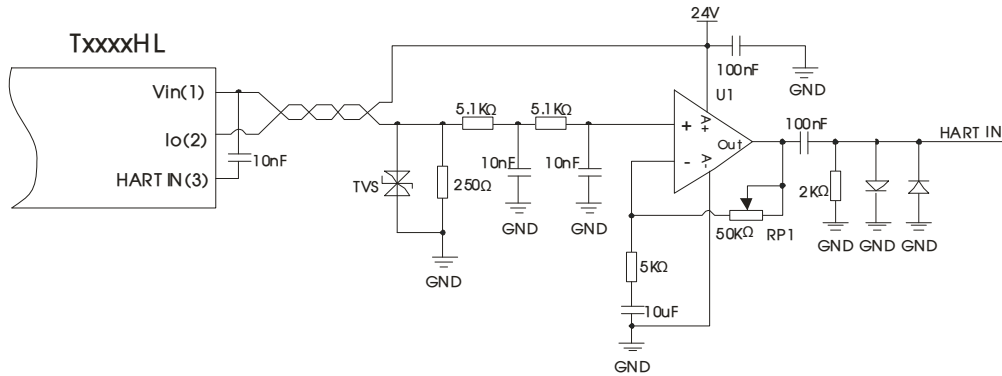 24V
TxxxxHL
100nF
GND
Vin(1)
U1
5.1KΩ
5.1KΩ
A+
100nF
HART IN
+
Out
Io(2)
10nF
10nF
10nF
-
A-
HART IN(3)
TVS
250Ω
2KΩ
50KΩ
RP1
GND
GND
GND
GND
GND
5KΩ
GND
10uF
GND